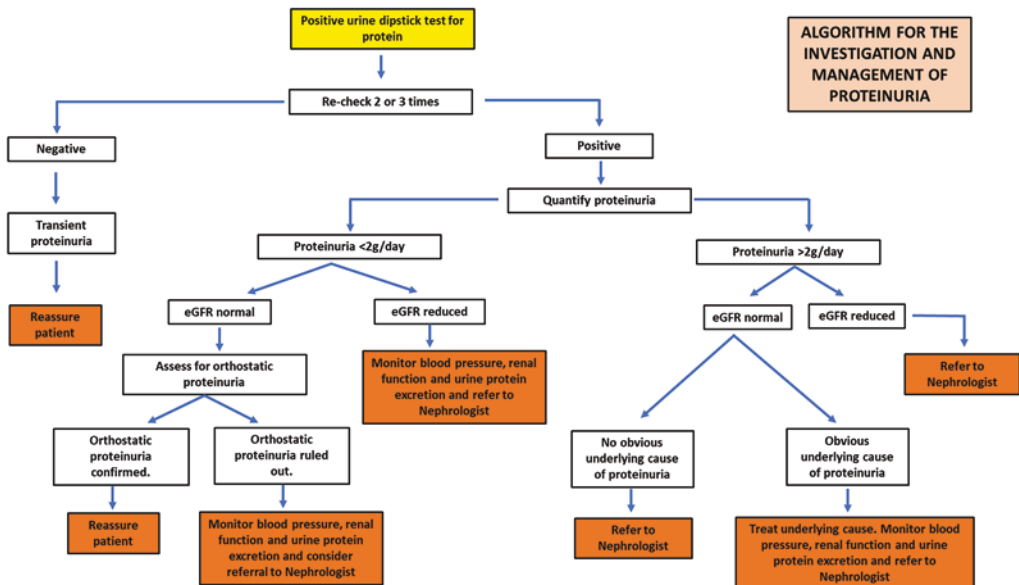 Positive urine dipstick test for
protein
ALGORITHM FOR THE
INVESTIGATION AND
MANAGEMENT OF
PROTEINURIA
Re-check 2 or 3 times
Negative
Positive
Transient
proteinuria
Quantify proteinuria
Proteinuria <2g/day
Proteinuria >2g/day
Reassure
patient
eGFR normal
eGFR reduced
eGFR normal
eGFR reduced
Assess for orthostatic
proteinuria
Monitor blood pressure, renal
function and urine protein
excretion and refer to
Nephrologist
Refer to
Nephrologist
Orthostatic
proteinuria
confirmed.
Orthostatic
proteinuria ruled
out.
No obvious
underlying cause
of proteinuria
Obvious
underlying cause
of proteinuria
Reassure
patient
Monitor blood pressure, renal
function and urine protein
excretion and consider
referral to Nephrologist
Refer to
Nephrologist
Treat underlying cause. Monitor blood
pressure, renal function and urine
protein excretion and refer to
Nephrologist